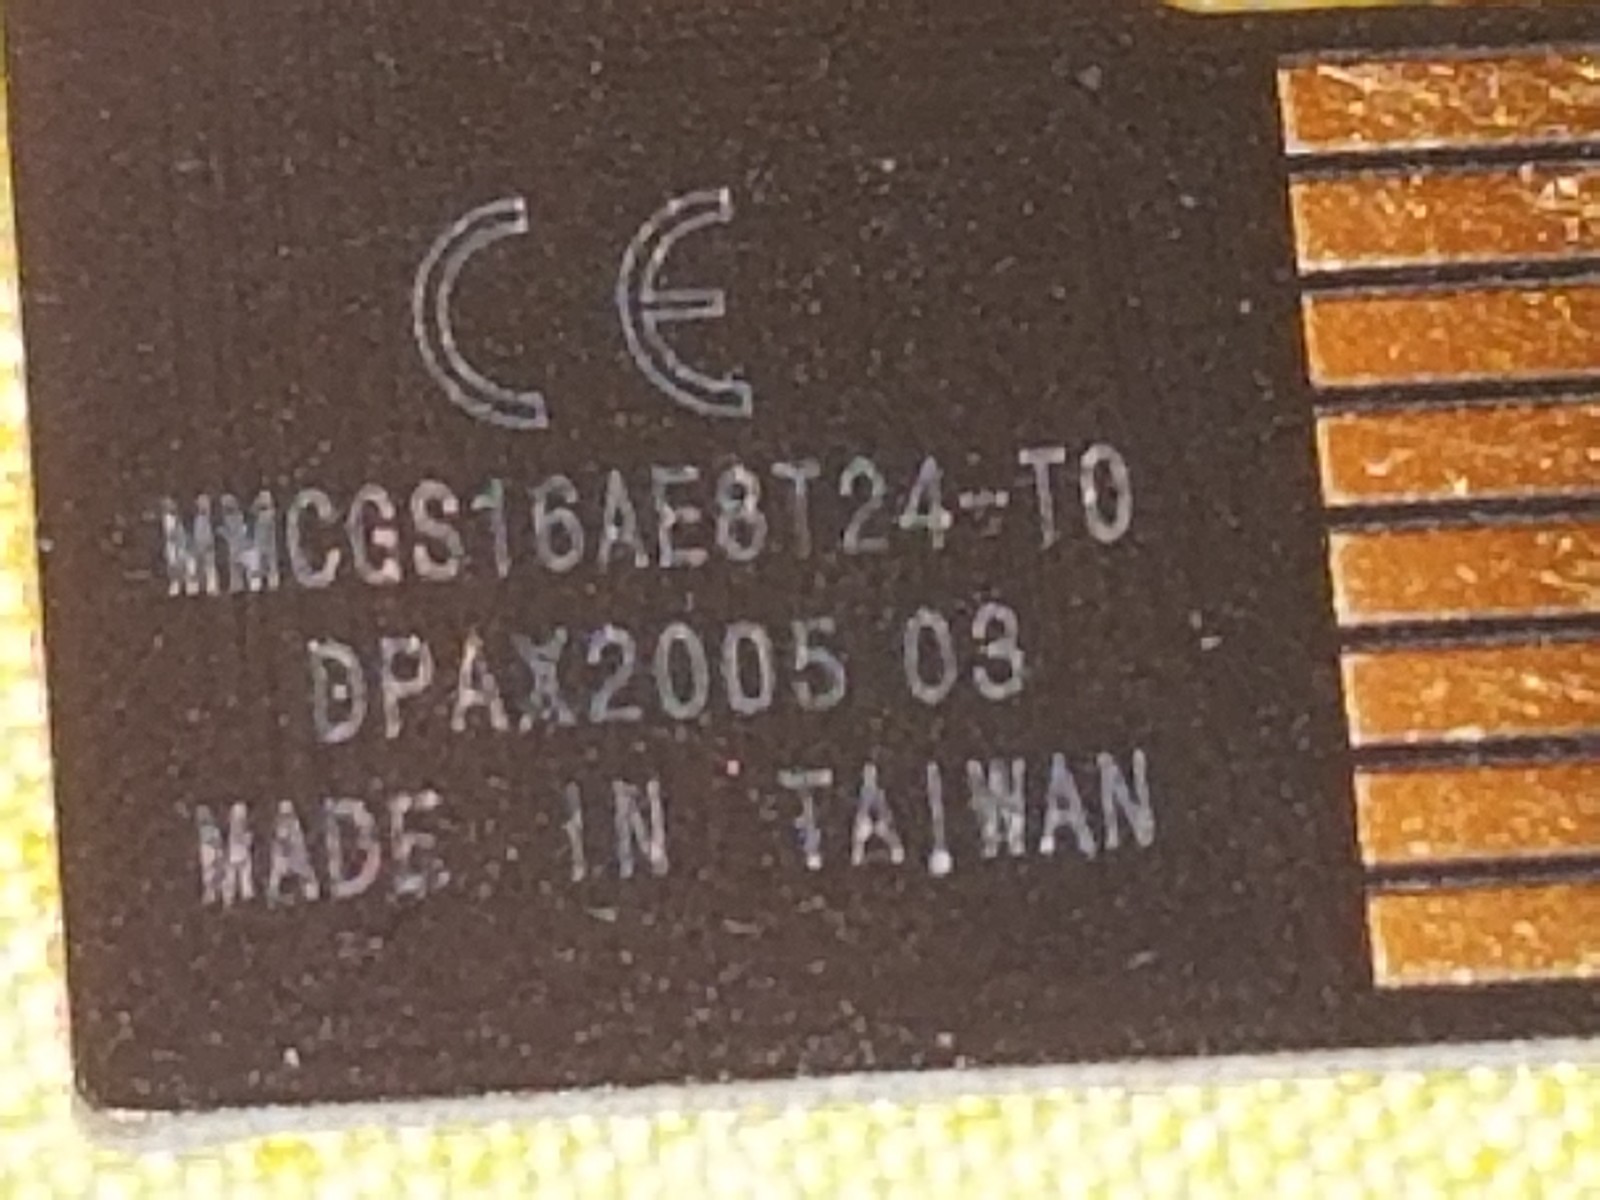 CE
MMCGS16AE8T24-T0
DPAX2005 03
MADE IN TAIWAN